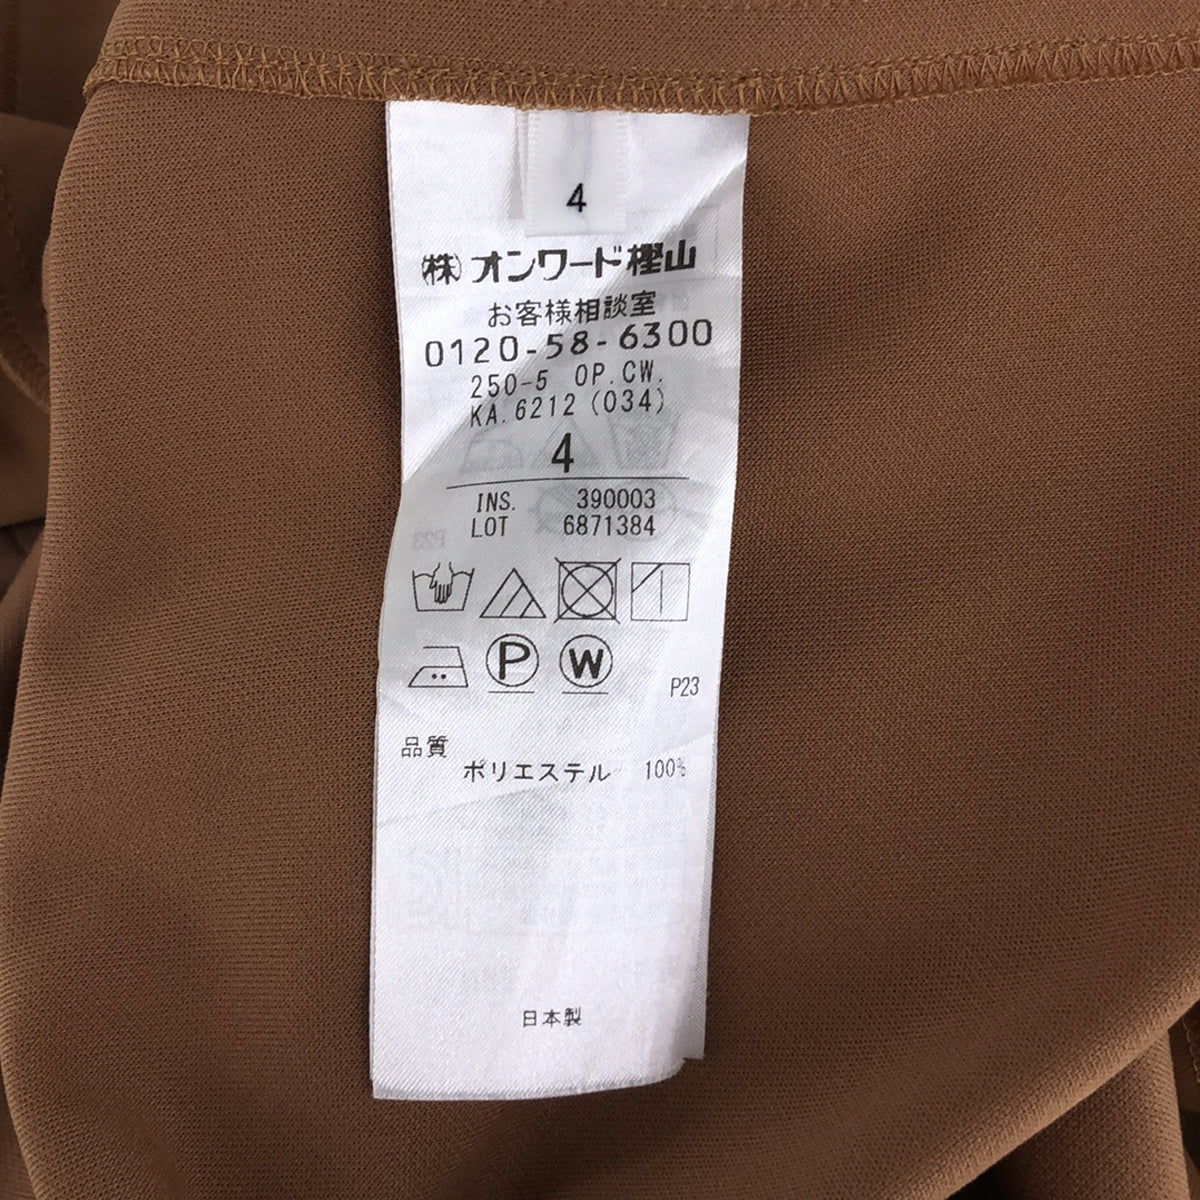 4
(株)オンワード樫山
お客様相談室
0120-58-6300
250-5 OP.CW.
KA.6212(034)
4
INS. 390003
LOT 6871384
P W
P23
品質
ポリエステル 100%
日本製